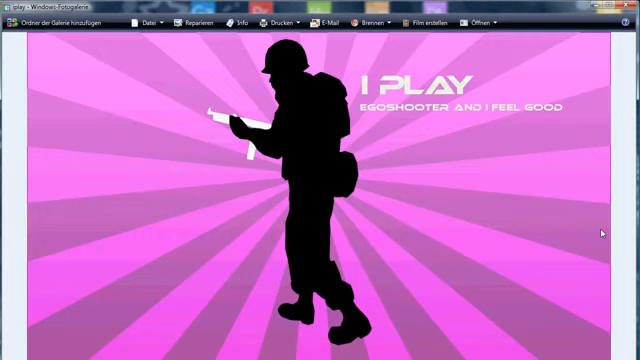 iplay - Windows-Fotogalerie
Ordner der Galerie hinzufügen Datei Reparieren Info Drucken E-Mail Brennen Film erstellen Öffnen
I PLAY
EGOSHOOTER AND I FEEL GOOD